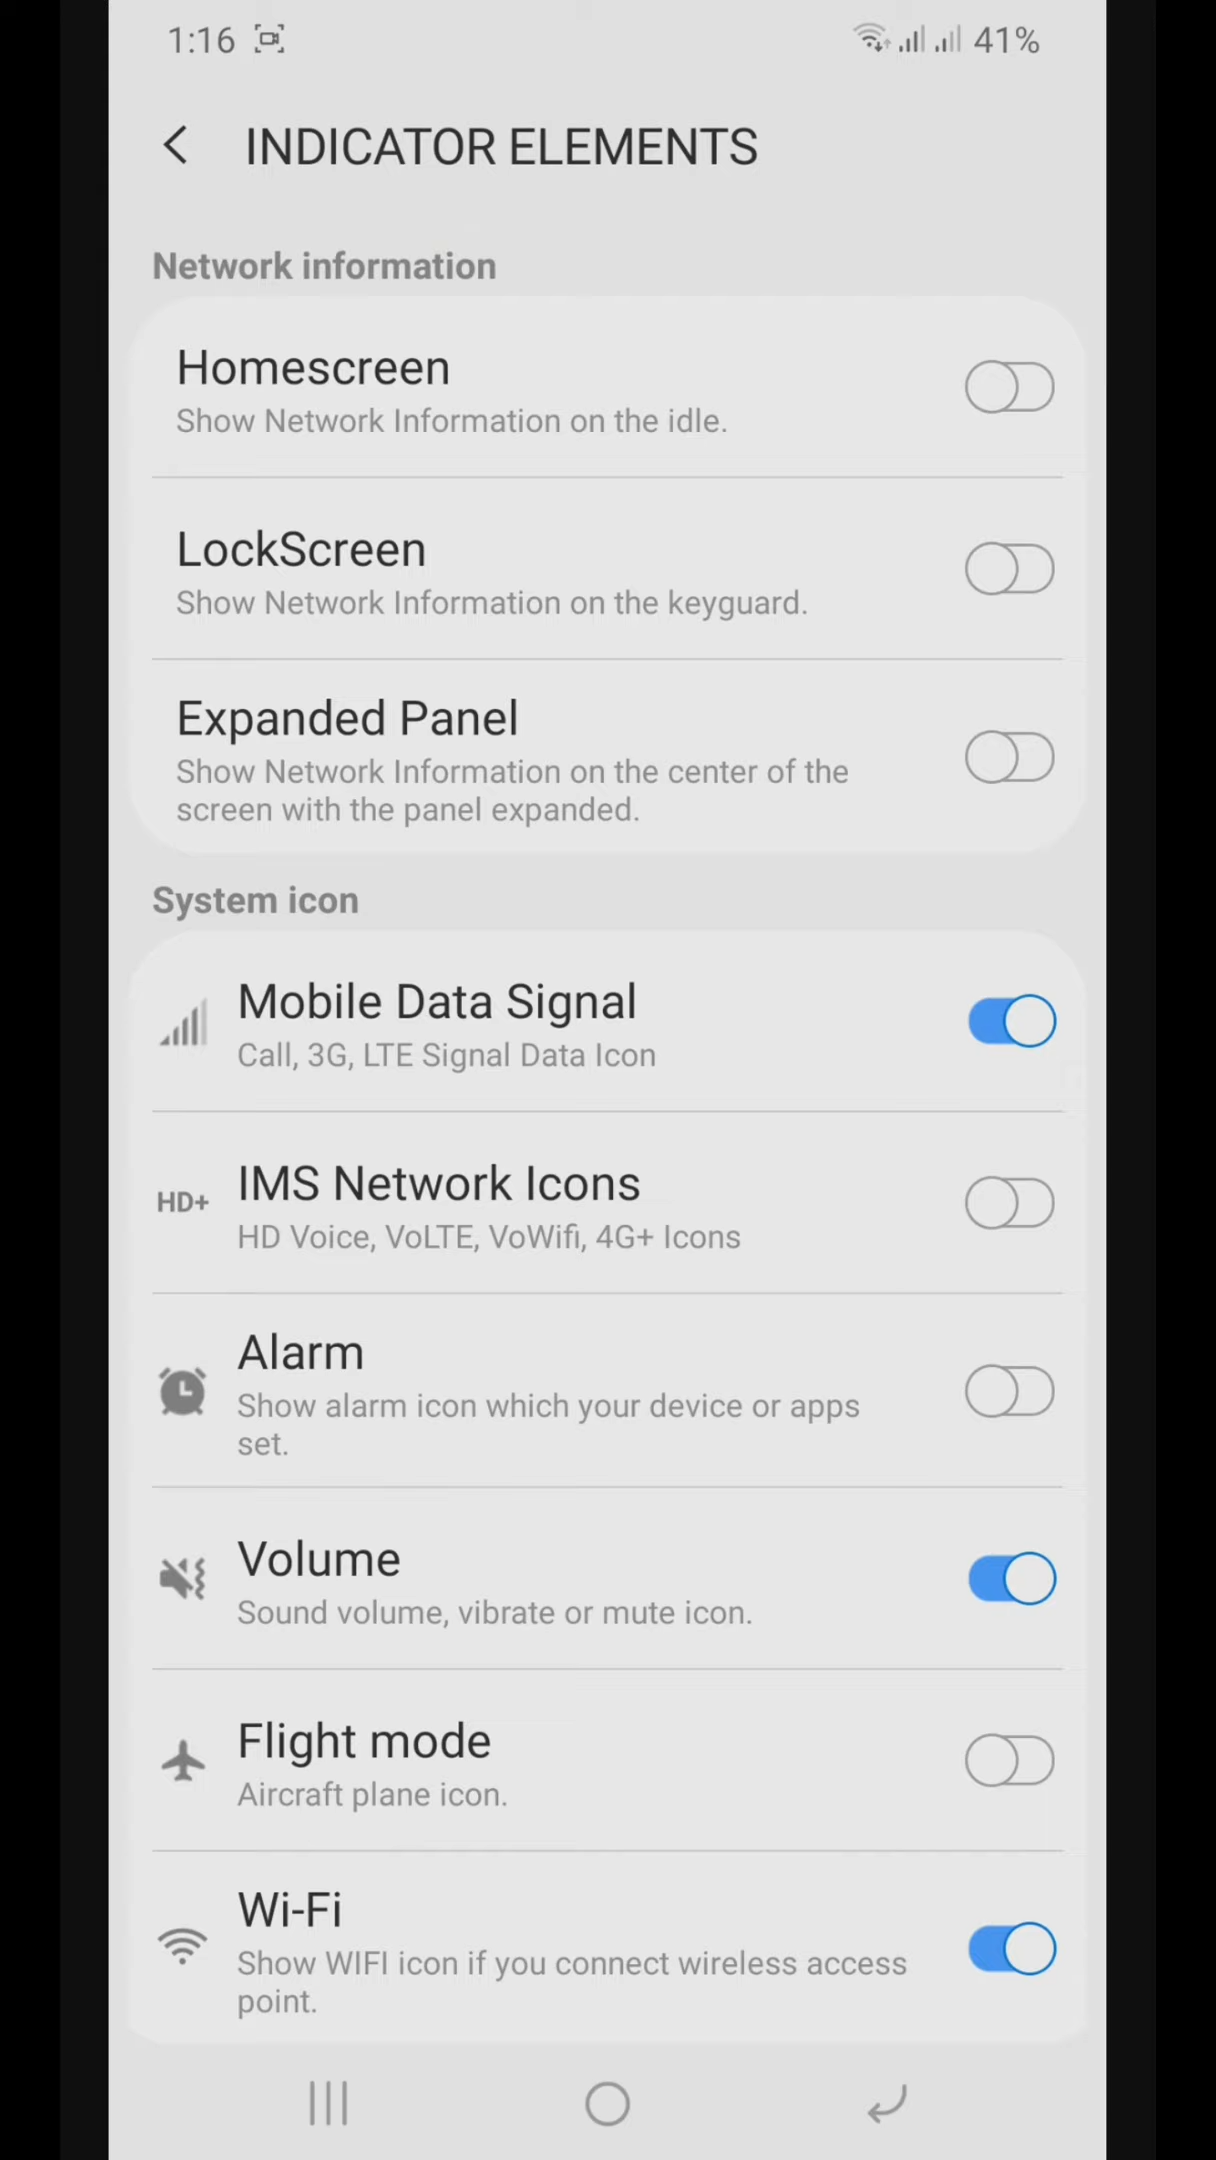 1:16
41%
INDICATOR ELEMENTS
Network information
Homescreen
Show Network Information on the idle.
LockScreen
Show Network Information on the keyguard.
Expanded Panel
Show Network Information on the center of the
screen with the panel expanded.
System icon
Mobile Data Signal
Call, 3G, LTE Signal Data Icon
HD+
IMS Network Icons
HD Voice, VoLTE, VoWifi, 4G+ Icons
Alarm
Show alarm icon which your device or apps
set.
Volume
Sound volume, vibrate or mute icon.
Flight mode
Aircraft plane icon.
Wi-Fi
Show WIFI icon if you connect wireless access
point.